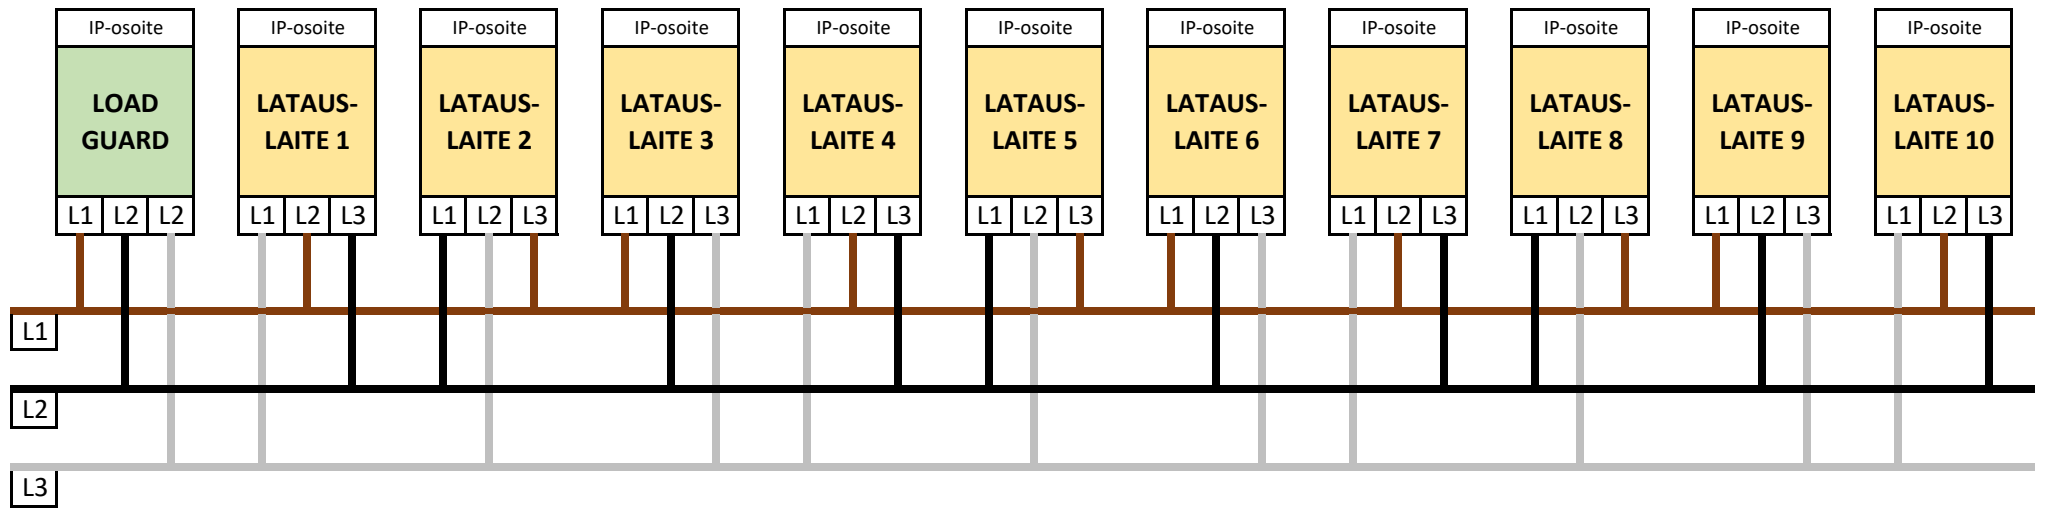 IP-osoite IP-osoite IP-osoite IP-osoite IP-osoite IP-osoite IP-osoite IP-osoite IP-osoite IP-osoite IP-osoite
LOAD LATAUS- LATAUS- LATAUS- LATAUS- LATAUS- LATAUS- LATAUS- LATAUS- LATAUS- LATAUS-
GUARD LAITE 1 LAITE 2 LAITE 3 LAITE 4 LAITE 5 LAITE 6 LAITE 7 LAITE 8 LAITE 9 LAITE 10
L1 L2 L2 L1 L2 L3 L1 L2 L3 L1 L2 L3 L1 L2 L3 L1 L2 L3 L1 L2 L3 L1 L2 L3 L1 L2 L3 L1 L2 L3 L1 L2 L3
L1
L2
L3